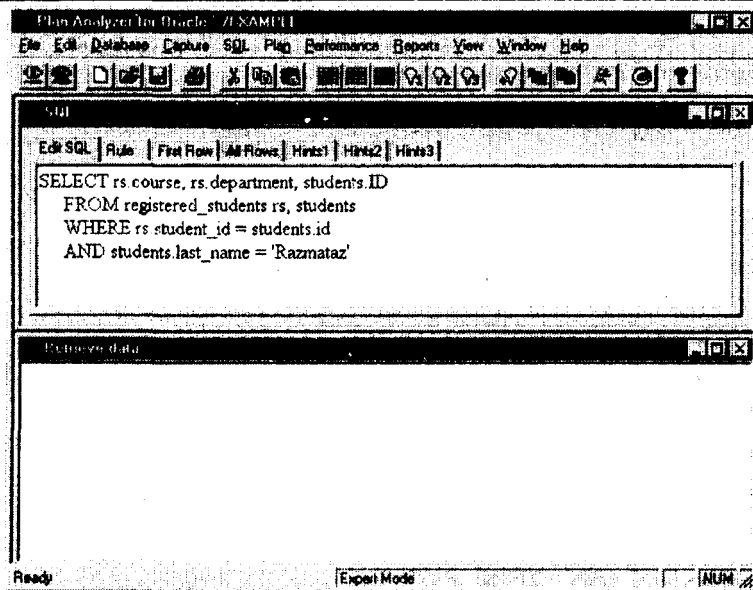 Plan Analyzer for Oracle
File Edit Database Capture SQL Plan Performance Reports View Window Help
SQL
Edit SQL Rule First Row All Rows Hints1 Hints2 Hints3
SELECT rs.course, rs.department, students.ID
FROM registered_students rs, students
WHERE rs.student_id = students.id
AND students.last_name = 'Razmataz'
Retrieve data
Ready Expert Mode NUM